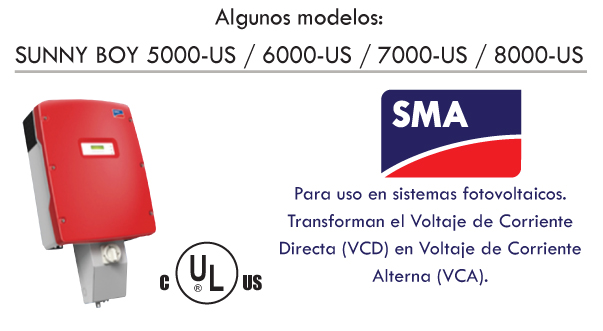 Algunos modelos:
SUNNY BOY 5000-US / 6000-US / 7000-US / 8000-US
SMA
Para uso en sistemas fotovoltaicos.
Transforman el Voltaje de Corriente
Directa (VCD) en Voltaje de Corriente
Alterna (VCA).
C UL ® US